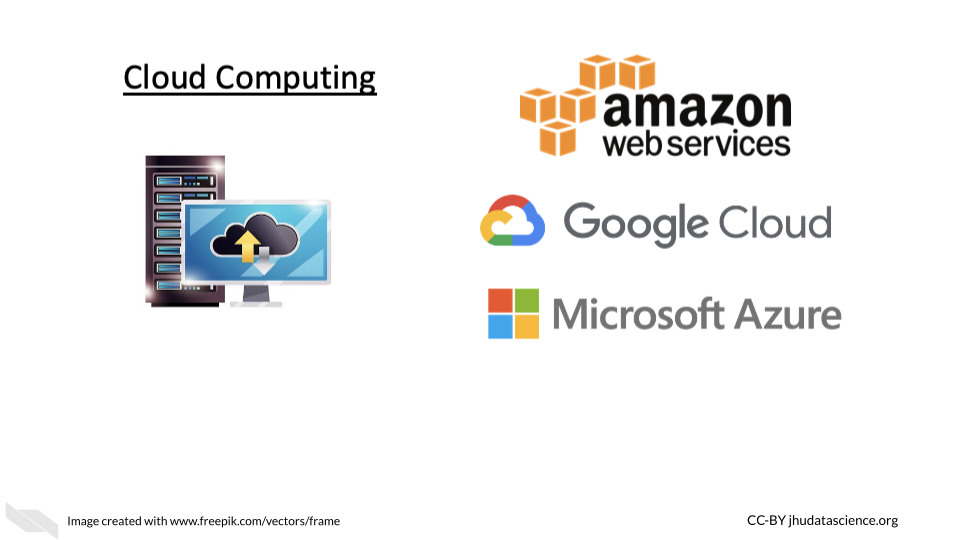 Cloud Computing
amazon
web services
Google Cloud
Microsoft Azure
Image created with www.freepik.com/vectors/frame
CC-BY jhudatascience.org